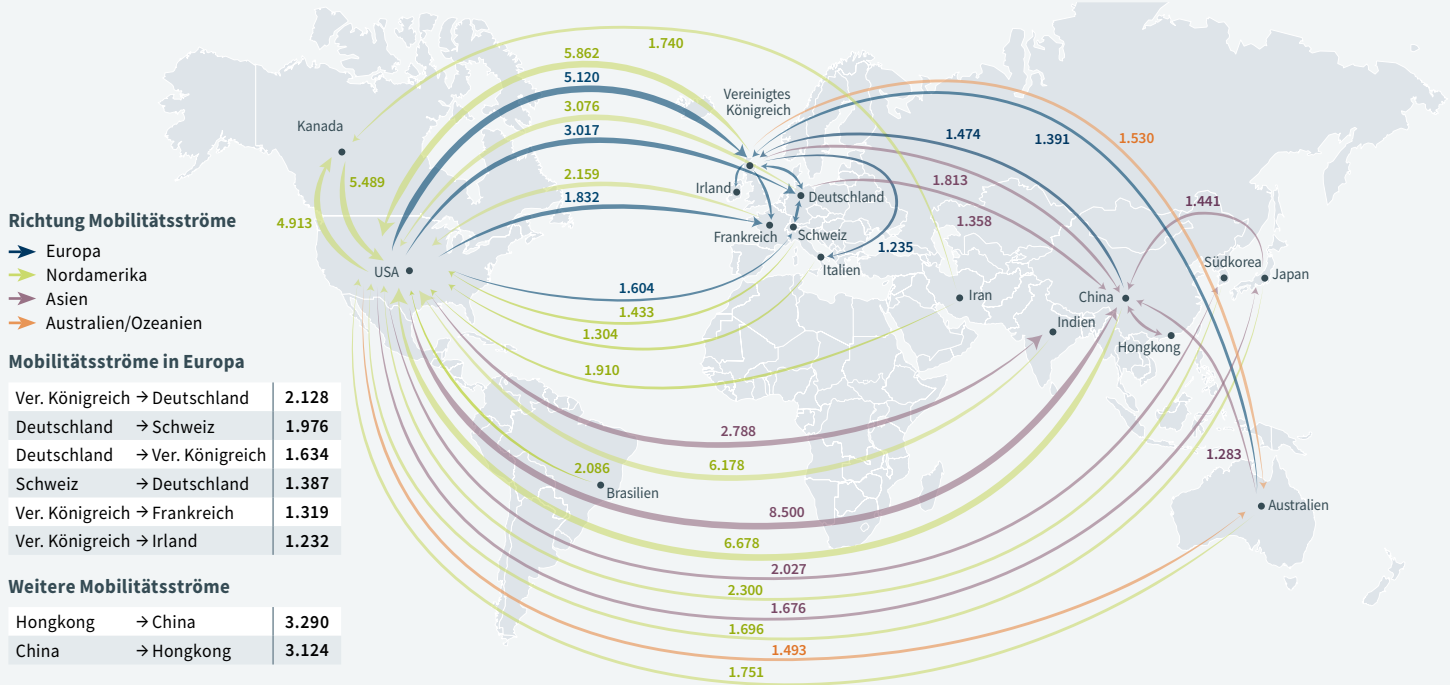 Richtung Mobilitätsströme
Europa
Nordamerika
Asien
Australien/Ozeanien
Mobilitätsströme in Europa
Ver. Königreich → Deutschland 2.128
Deutschland → Schweiz 1.976
Deutschland → Ver. Königreich 1.634
Schweiz → Deutschland 1.387
Ver. Königreich → Frankreich 1.319
Ver. Königreich → Irland 1.232
Weitere Mobilitätsströme
Hongkong → China 3.290
China → Hongkong 3.124
1.740
5.862
5.120
3.076
3.017
2.159
1.832
Vereinigtes
Königreich
Kanada
5.489
4.913
USA
Irland
Deutschland
Frankreich
Schweiz
Italien
1.474
1.391
1.530
1.813
1.358
1.441
1.235
Südkorea
Japan
China
Iran
Indien
Hongkong
1.604
1.433
1.304
1.910
2.788
6.178
2.086
Brasilien
8.500
6.678
2.027
2.300
1.676
1.696
1.493
1.751
1.283
Australien